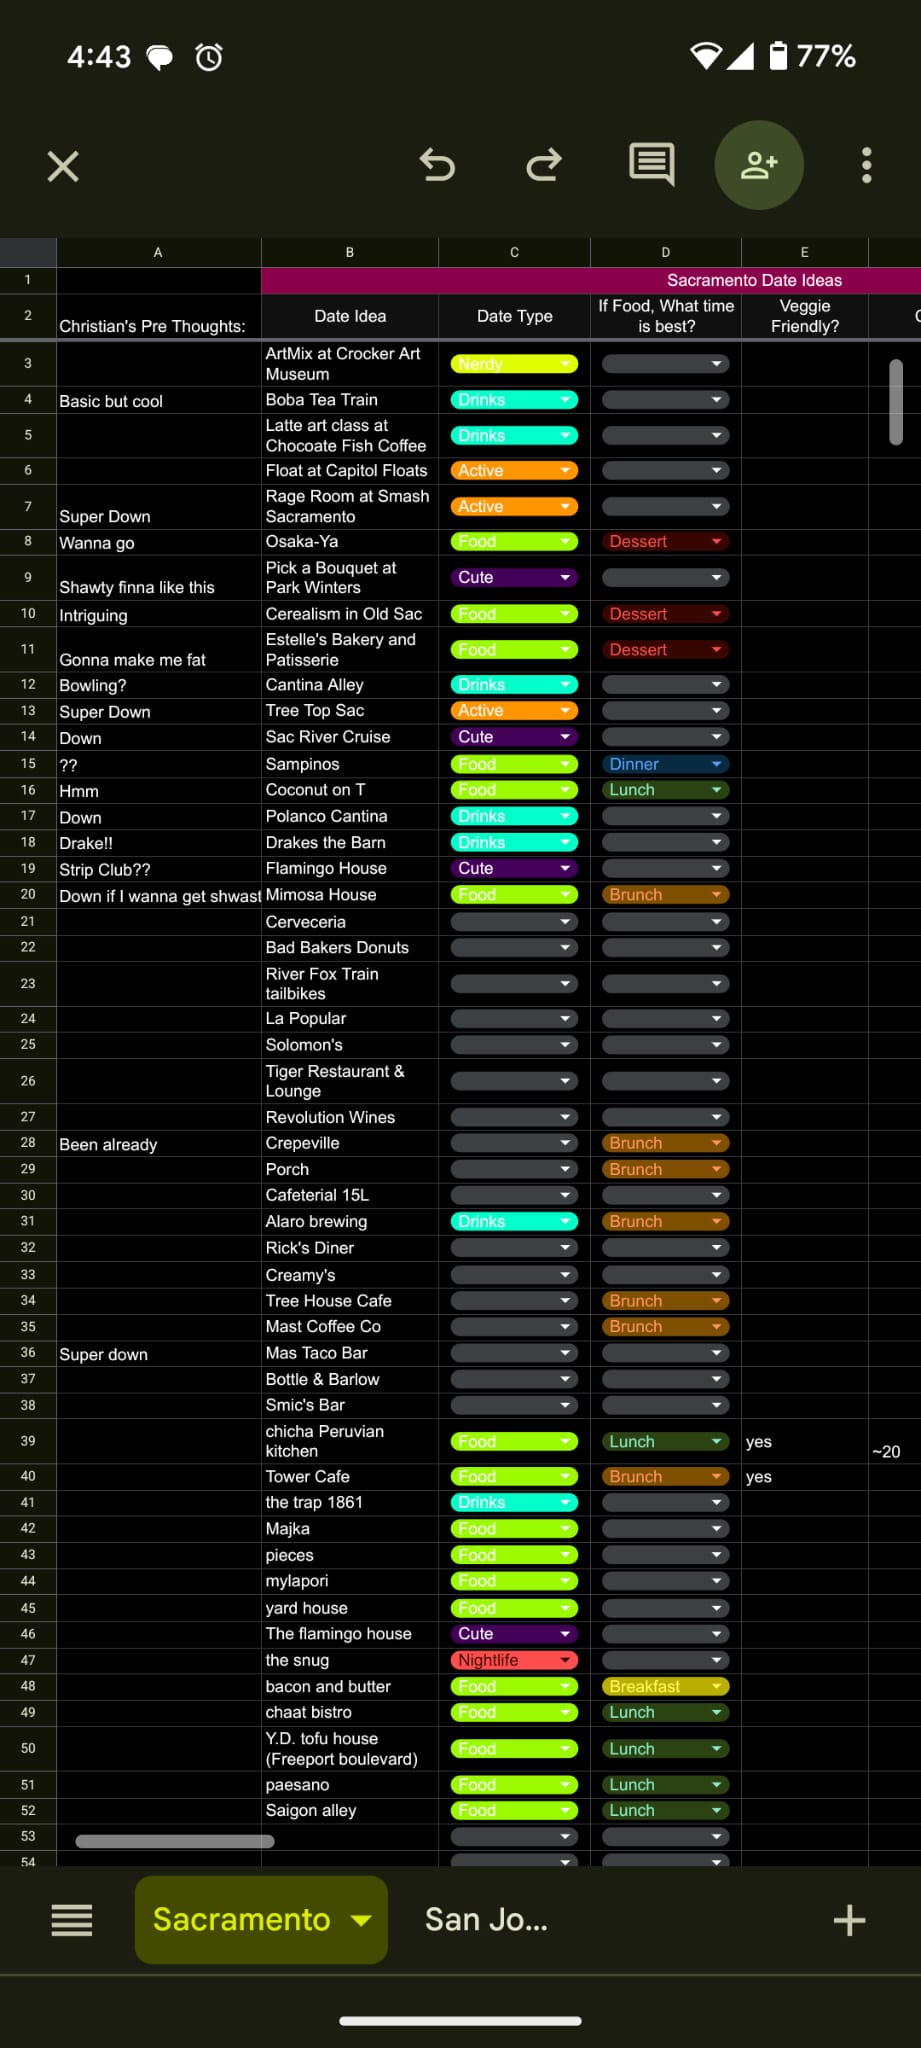 4:43
77%
A B C D E
1 Sacramento Date Ideas
2 Christian's Pre Thoughts: Date Idea Date Type If Food, What time is best? Veggie Friendly?
3 ArtMix at Crocker Art Museum Nerdy
4 Basic but cool Boba Tea Train Drinks
5 Latte art class at Chocoate Fish Coffee Drinks
6 Float at Capitol Floats Active
7 Super Down Rage Room at Smash Sacramento Active
8 Wanna go Osaka-Ya Food Dessert
9 Shawty finna like this Pick a Bouquet at Park Winters Cute
10 Intriguing Cerealism in Old Sac Food Dessert
11 Gonna make me fat Estelle's Bakery and Patisserie Food Dessert
12 Bowling? Cantina Alley Drinks
13 Super Down Tree Top Sac Active
14 Down Sac River Cruise Cute
15 ?? Sampinos Food Dinner
16 Hmm Coconut on T Food Lunch
17 Down Polanco Cantina Drinks
18 Drake!! Drakes the Barn Drinks
19 Strip Club?? Flamingo House Cute
20 Down if I wanna get shwast Mimosa House Food Brunch
21 Cerveceria
22 Bad Bakers Donuts
23 River Fox Train tailbikes
24 La Popular
25 Solomon's
26 Tiger Restaurant & Lounge
27 Revolution Wines
28 Been already Crepeville Brunch
29 Porch Brunch
30 Cafeterial 15L
31 Alaro brewing Drinks Brunch
32 Rick's Diner
33 Creamy's
34 Tree House Cafe Brunch
35 Mast Coffee Co Brunch
36 Super down Mas Taco Bar
37 Bottle & Barlow
38 Smic's Bar
39 chicha Peruvian kitchen Food Lunch yes ~20
40 Tower Cafe Food Brunch yes
41 the trap 1861 Drinks
42 Majka Food
43 pieces Food
44 mylapori Food
45 yard house Food
46 The flamingo house Cute
47 the snug Nightlife
48 bacon and butter Food Breakfast
49 chaat bistro Food Lunch
50 Y.D. tofu house (Freeport boulevard) Food Lunch
51 paesano Food Lunch
52 Saigon alley Food Lunch
53
54
Sacramento San Jo...